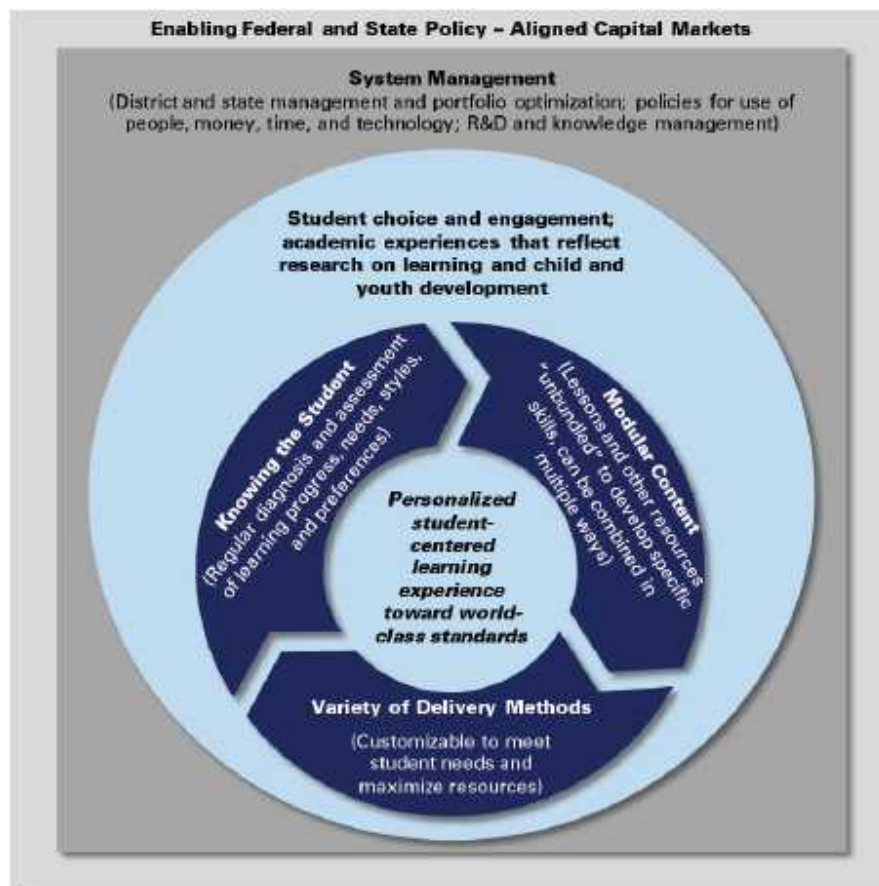 Enabling Federal and State Policy – Aligned Capital Markets
System Management
(District and state management and portfolio optimization; policies for use of
people, money, time, and technology; R&D and knowledge management)
Student choice and engagement;
academic experiences that reflect
research on learning and child and
youth development
Knowing the Student
(Regular diagnosis and assessment
of learning progress, needs, styles,
and preferences)
Modular Content
(Lessons and other resources
“unbundled” to develop specific
skills, can be combined in
multiple ways)
Personalized
student-
centered
learning
experience
toward world-
class standards
Variety of Delivery Methods
(Customizable to meet
student needs and
maximize resources)